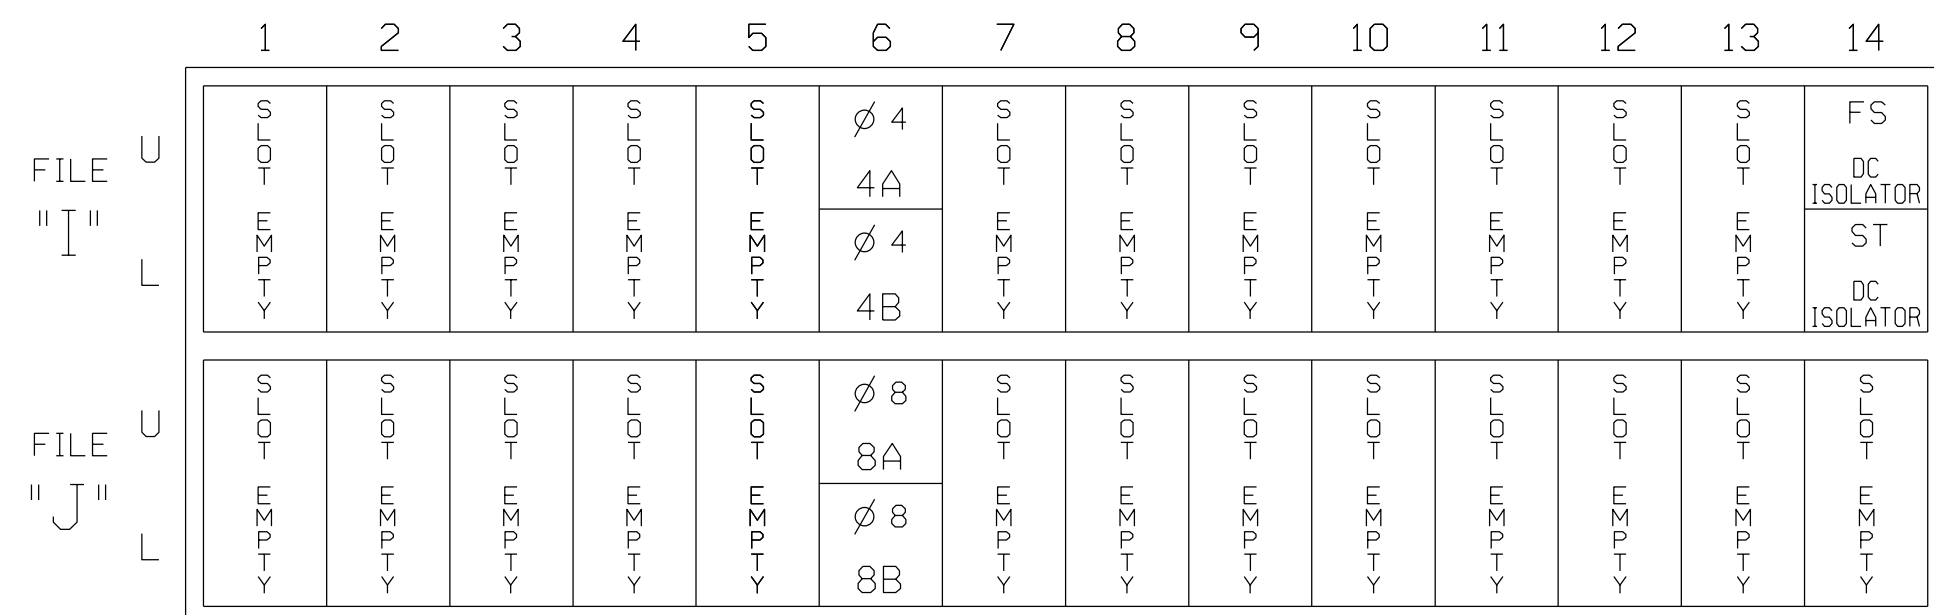 1 2 3 4 5 6 7 8 9 10 11 12 13 14
FILE "I"
U
L
SLOT EMPTY
SLOT EMPTY
SLOT EMPTY
SLOT EMPTY
SLOT EMPTY
Ø 4
4A
Ø 4
4B
SLOT EMPTY
SLOT EMPTY
SLOT EMPTY
SLOT EMPTY
SLOT EMPTY
SLOT EMPTY
SLOT EMPTY
FS
DC
ISOLATOR
ST
DC
ISOLATOR
FILE "J"
U
L
SLOT EMPTY
SLOT EMPTY
SLOT EMPTY
SLOT EMPTY
SLOT EMPTY
Ø 8
8A
Ø 8
8B
SLOT EMPTY
SLOT EMPTY
SLOT EMPTY
SLOT EMPTY
SLOT EMPTY
SLOT EMPTY
SLOT EMPTY
SLOT EMPTY